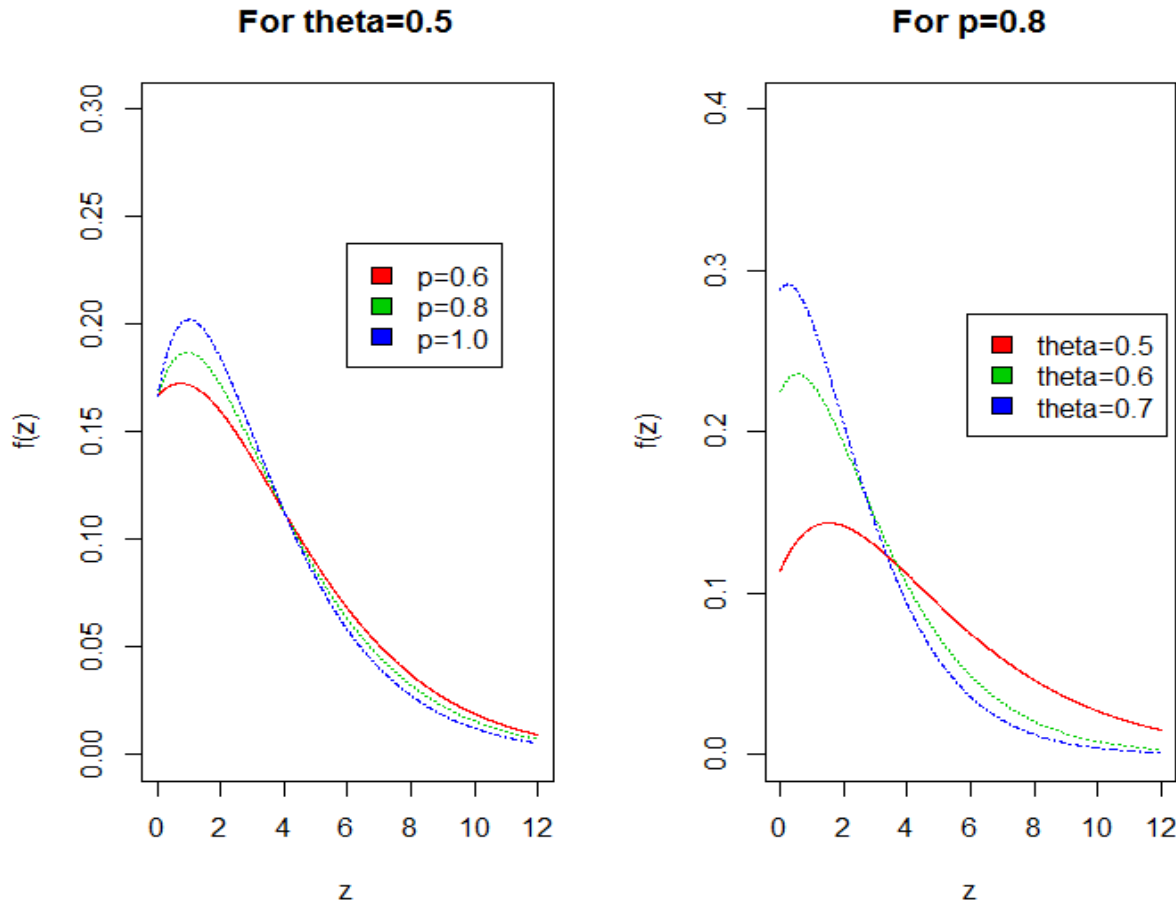 For theta=0.5
0.30
0.25
0.20
0.15
0.10
0.05
0.00
f(z)
p=0.6
p=0.8
p=1.0
0 2 4 6 8 10 12
z
For p=0.8
0.4
0.3
0.2
0.1
0.0
f(z)
theta=0.5
theta=0.6
theta=0.7
0 2 4 6 8 10 12
z